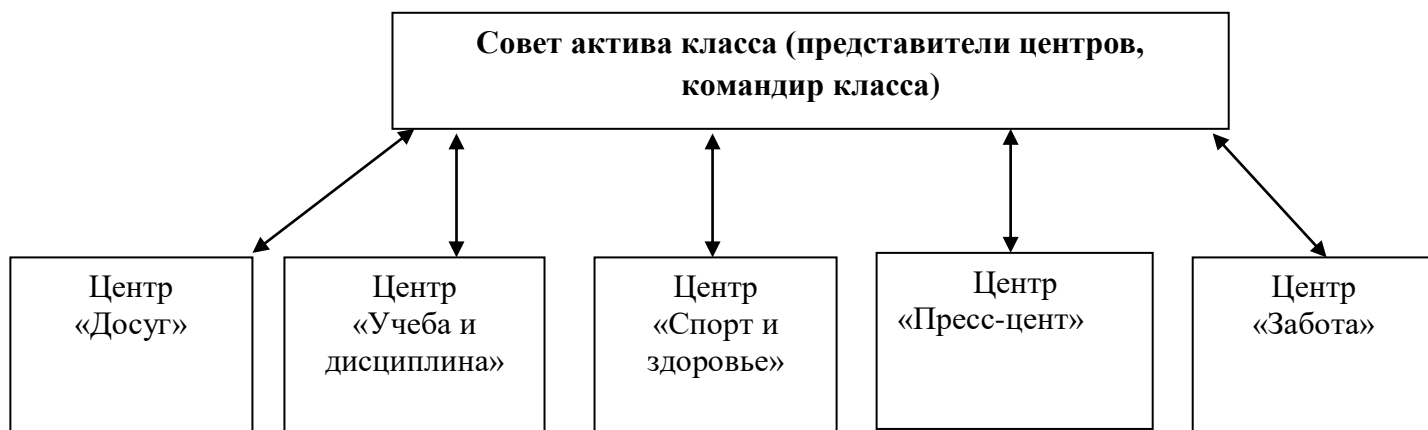 Совет актива класса (представители центров,
командир класса)
Центр
«Досуг»
Центр
«Учеба и
дисциплина»
Центр
«Спорт и
здоровье»
Центр
«Пресс-цент»
Центр
«Забота»